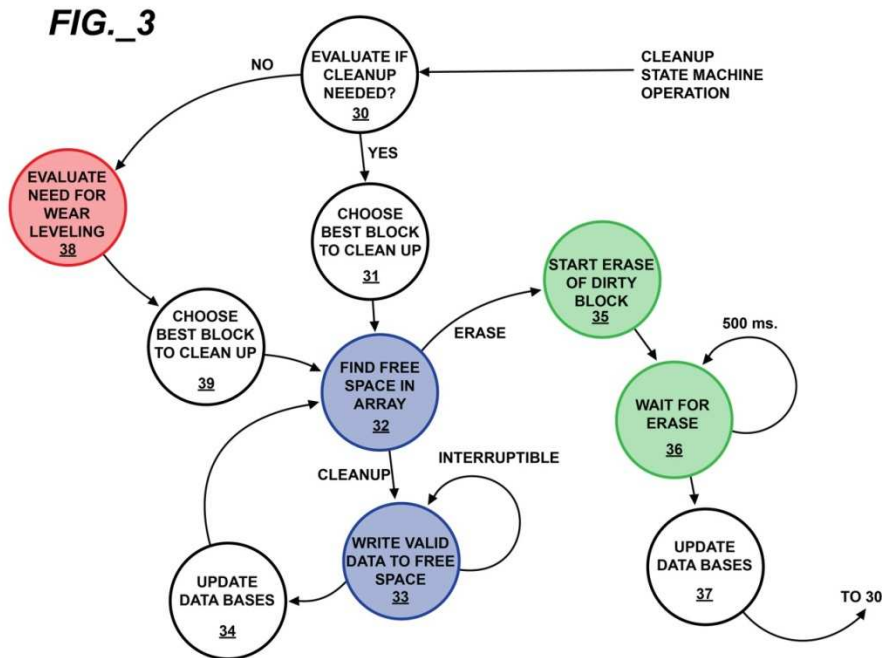 FIG._3
EVALUATE IF
CLEANUP
NEEDED?
30
CLEANUP
STATE MACHINE
OPERATION
NO
YES
EVALUATE
NEED FOR
WEAR
LEVELING
38
CHOOSE
BEST BLOCK
TO CLEAN UP
31
CHOOSE
BEST BLOCK
TO CLEAN UP
39
FIND FREE
SPACE IN
ARRAY
32
ERASE
START ERASE
OF DIRTY
BLOCK
35
500 ms.
WAIT FOR
ERASE
36
CLEANUP
INTERRUPTIBLE
WRITE VALID
DATA TO FREE
SPACE
33
UPDATE
DATA BASES
34
UPDATE
DATA BASES
37
TO 30